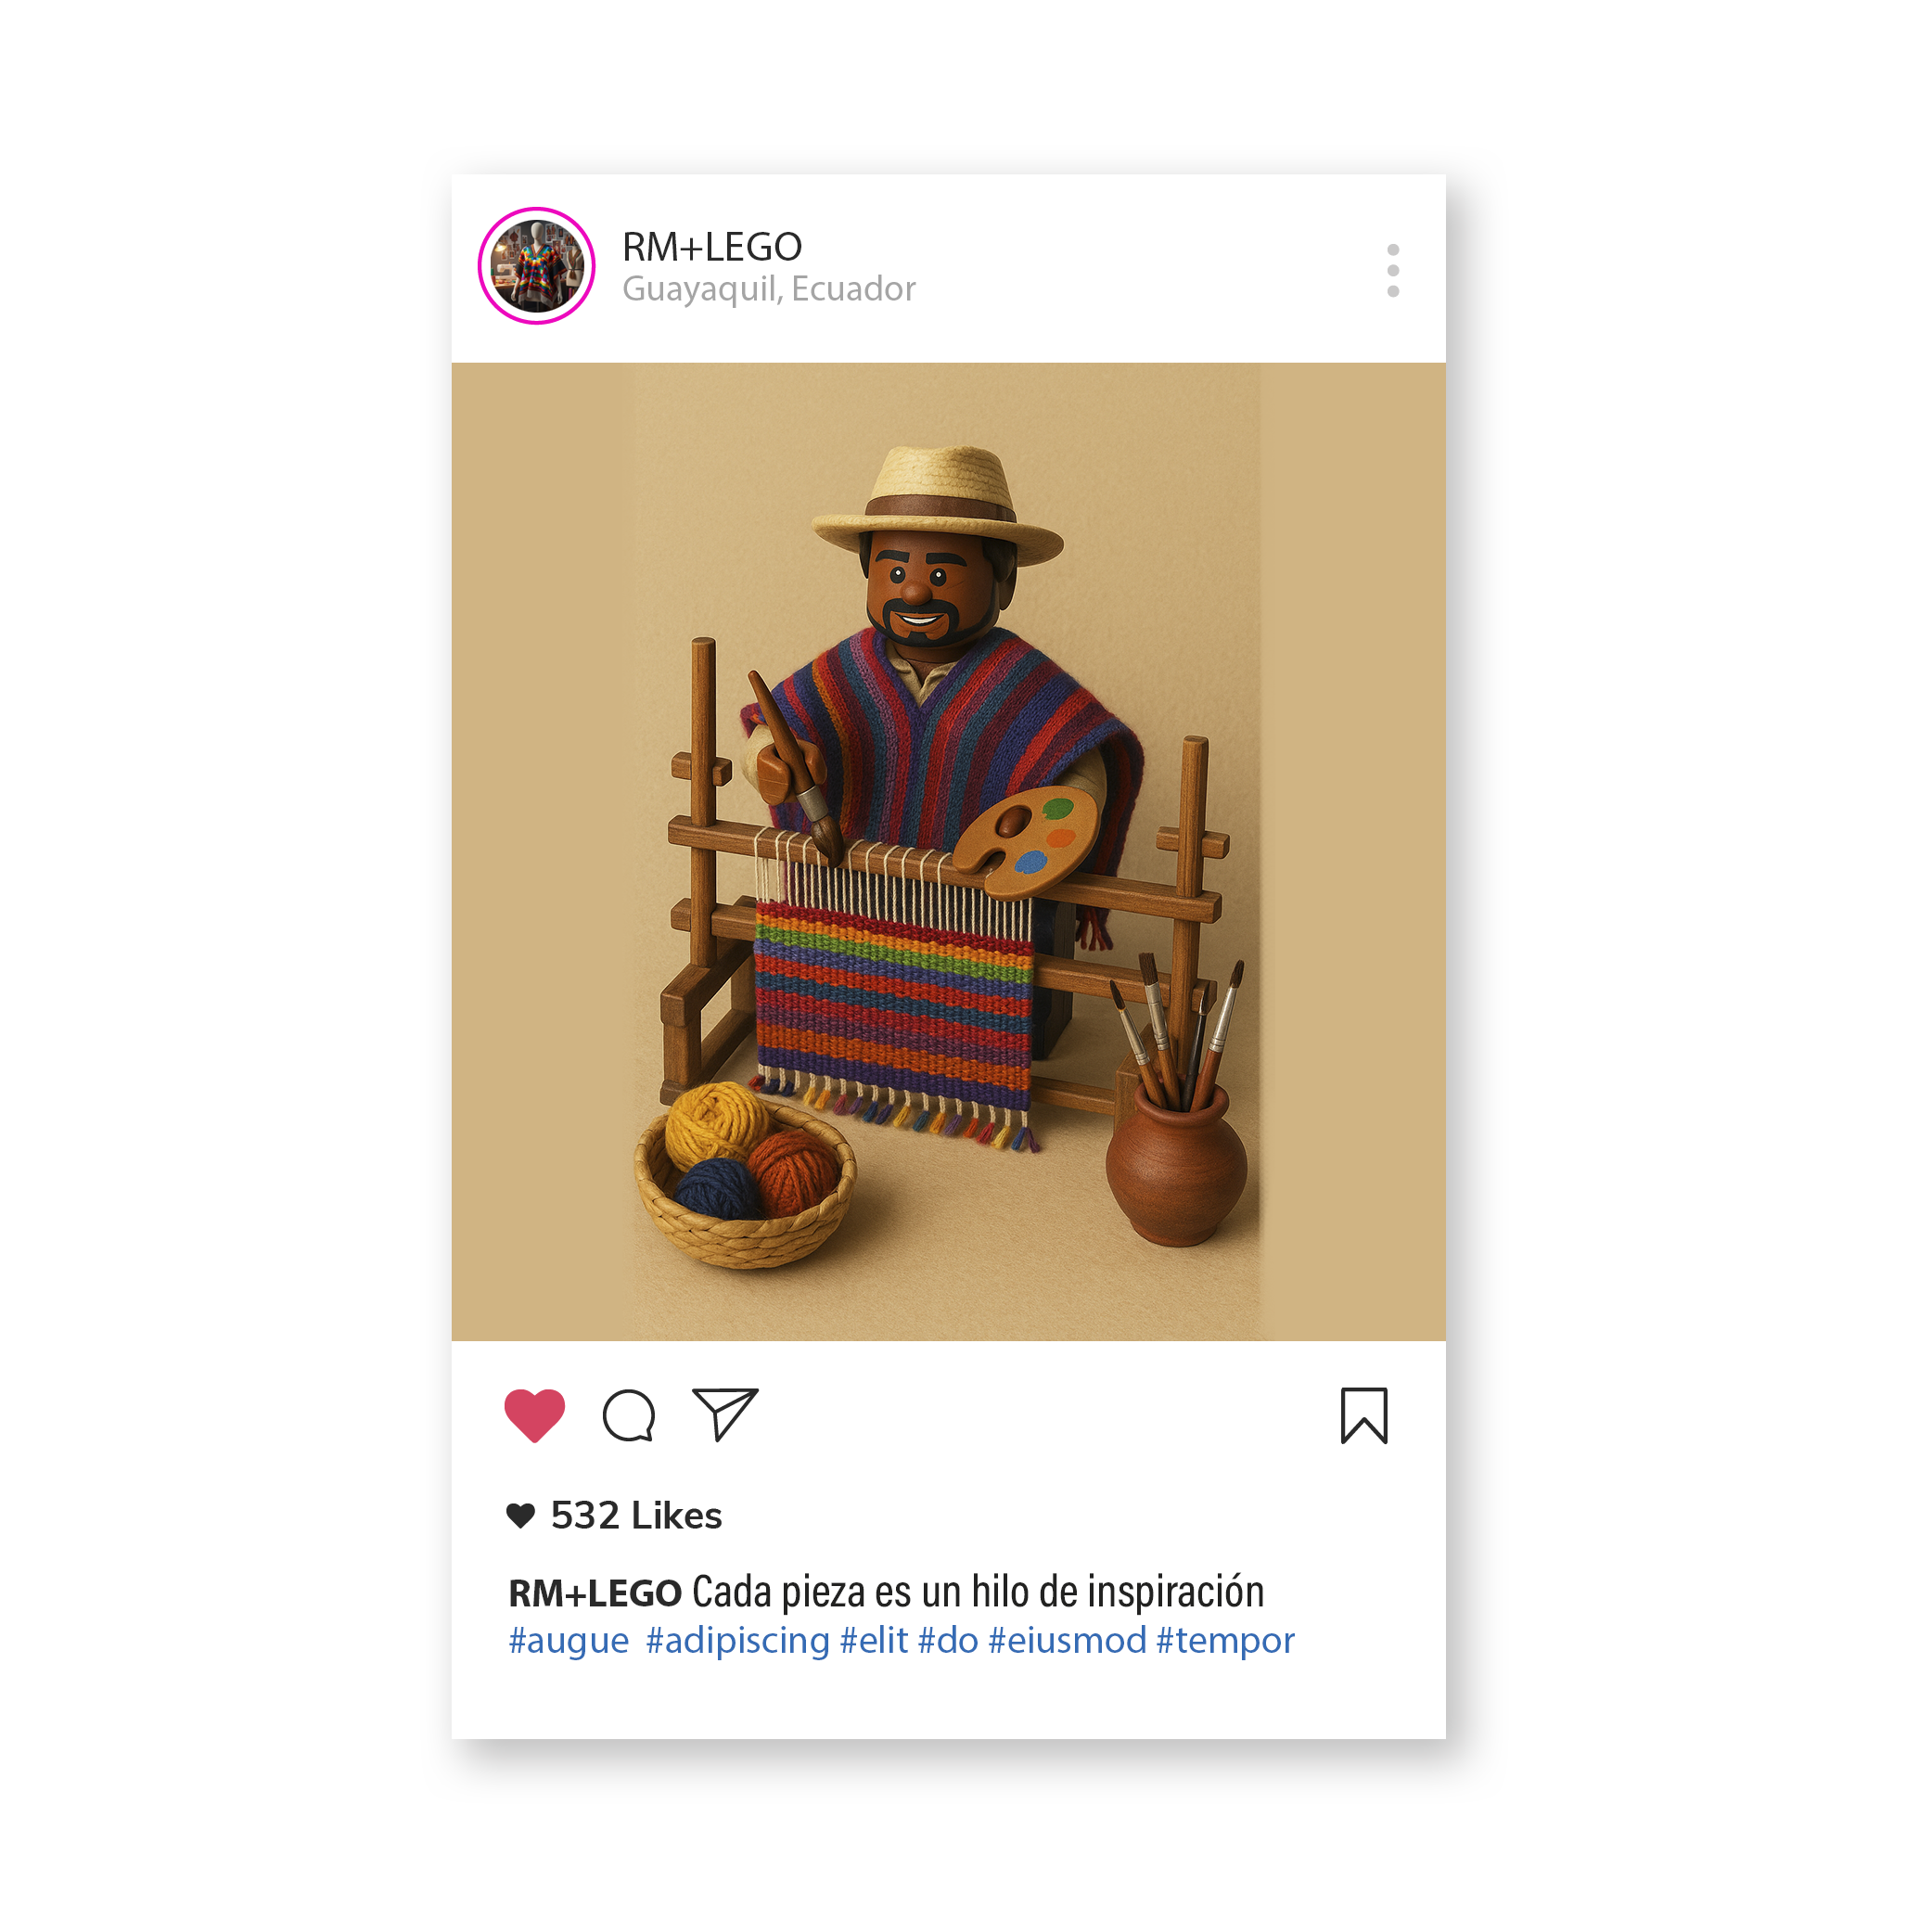 RM+LEGO
Guayaquil, Ecuador
532 Likes
RM+LEGO Cada pieza es un hilo de inspiración
#augue #adipiscing #elit #do #eiusmod #tempor